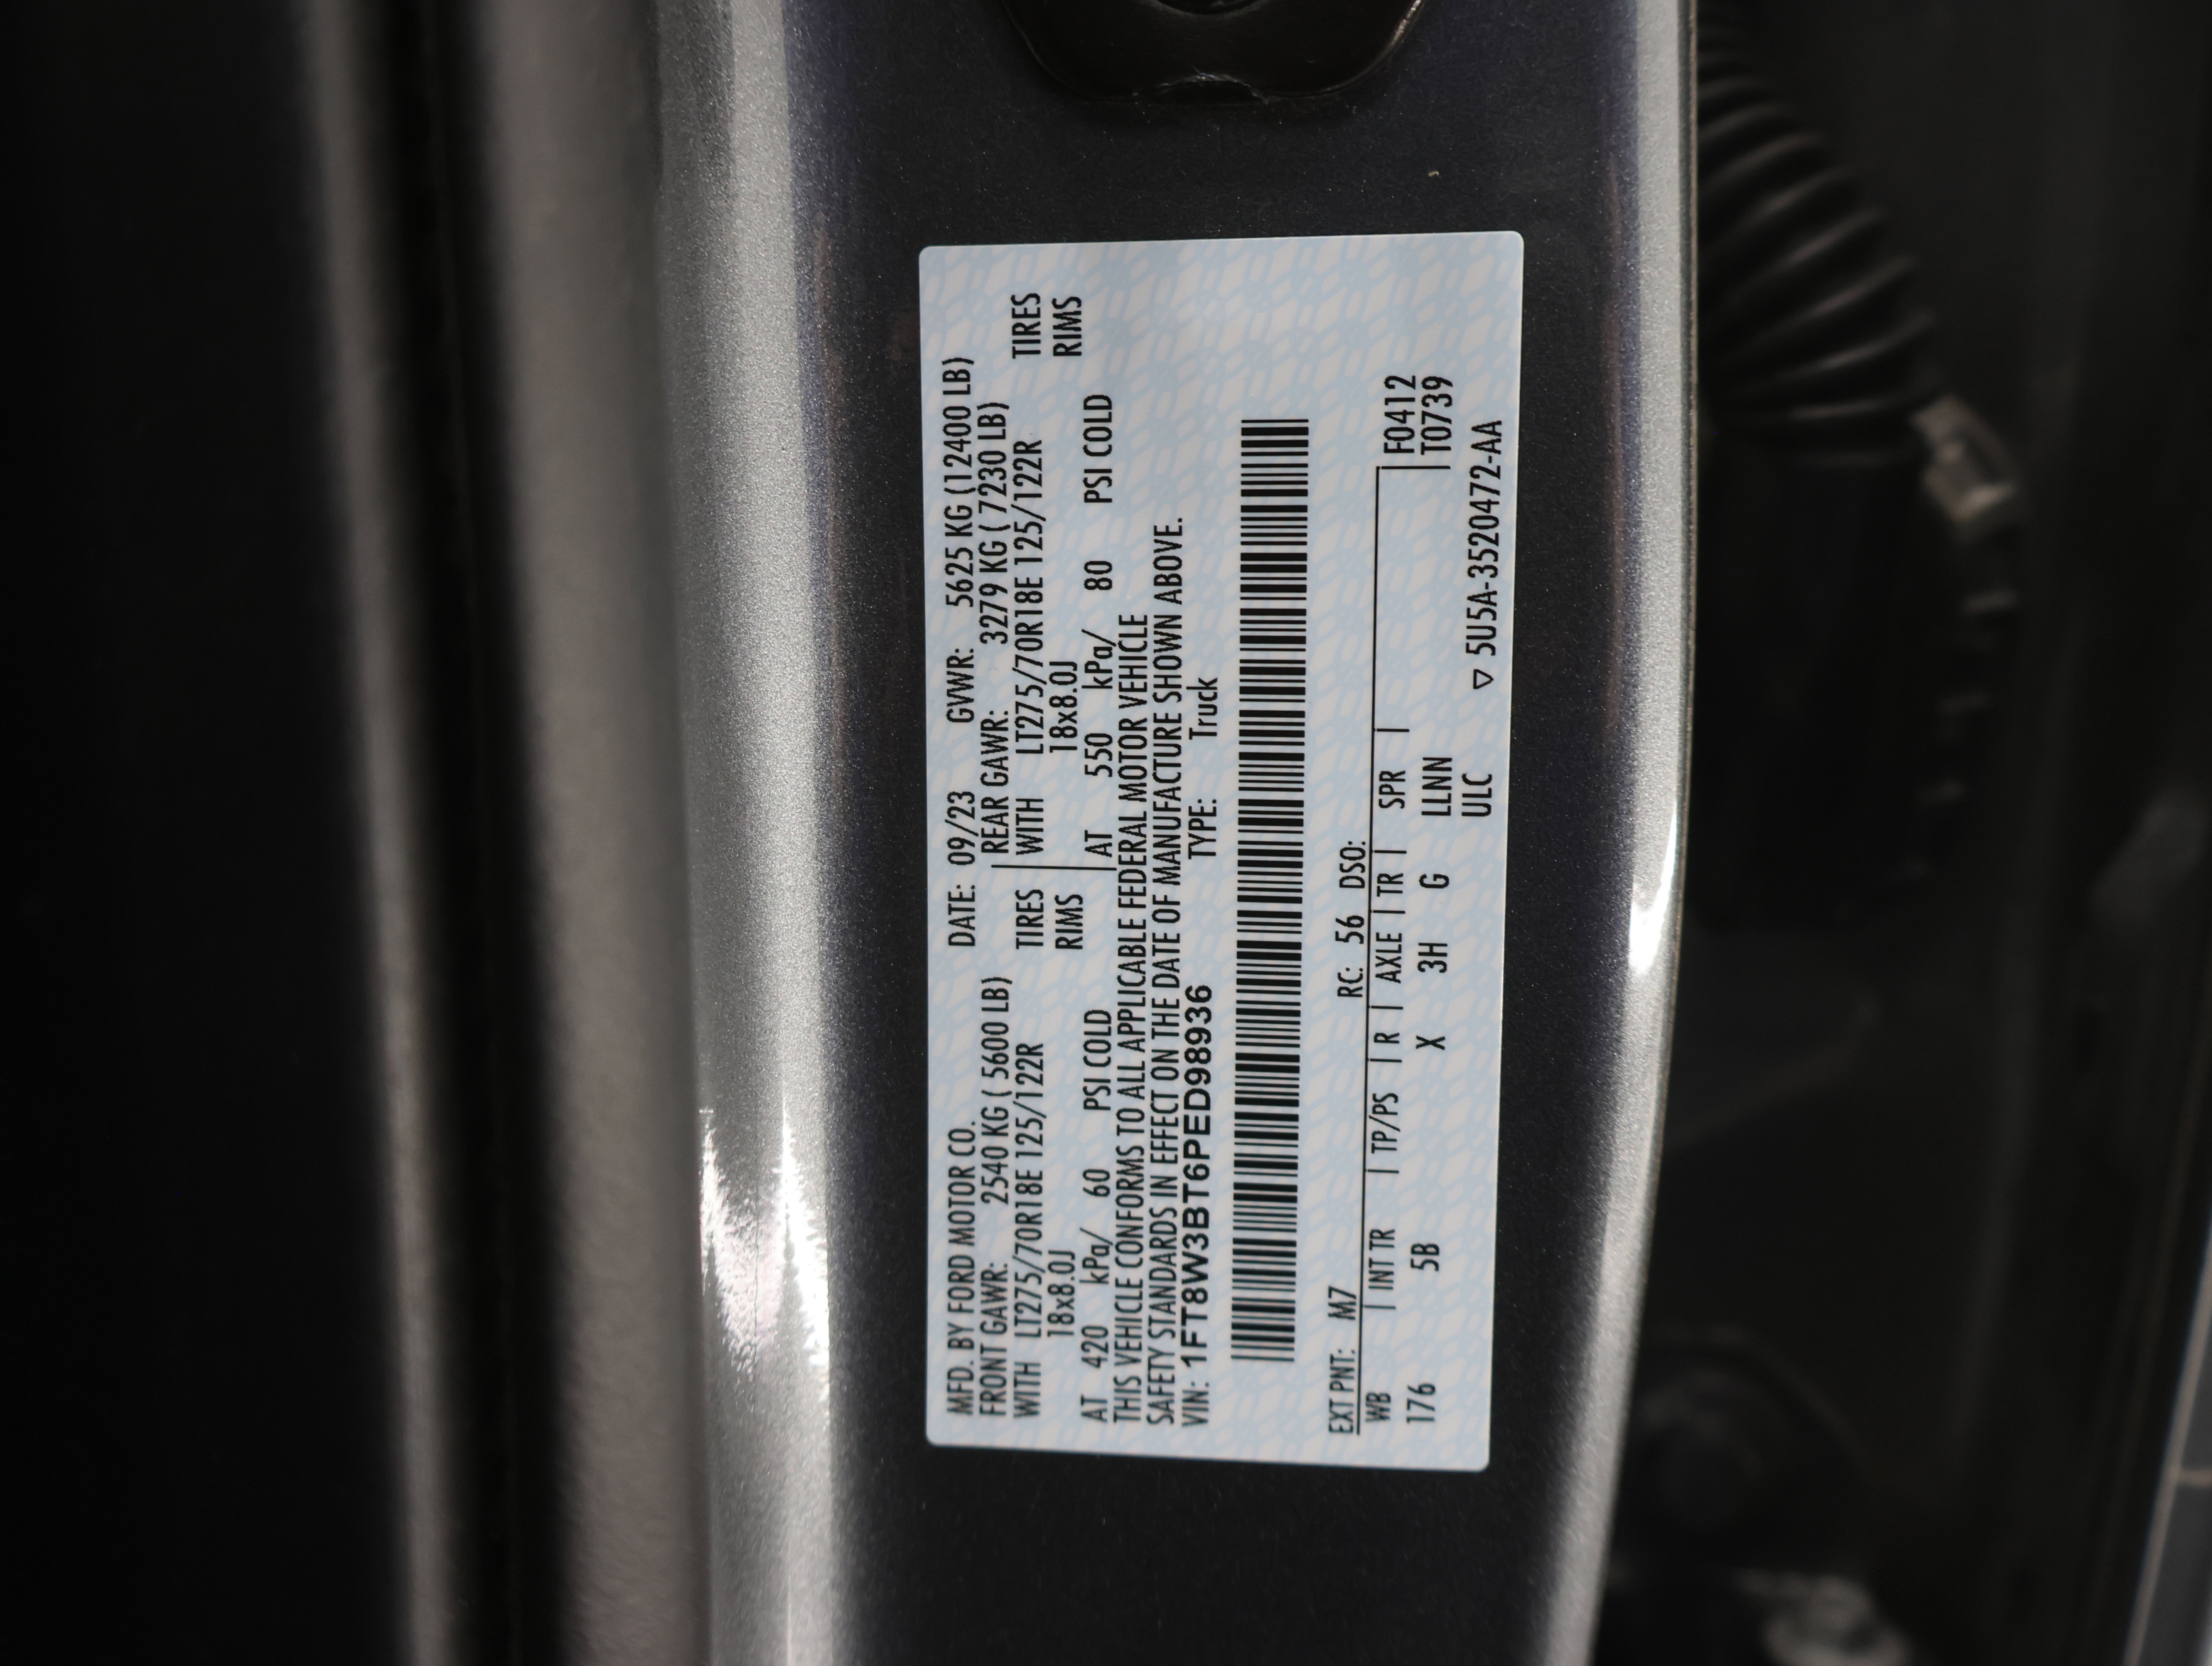 MFD. BY FORD MOTOR CO. DATE: 09/23 GVWR: 5625 KG (12400 LB)
FRONT GAWR: 2540 KG ( 5600 LB) REAR GAWR: 3279 KG ( 7230 LB)
WITH LT275/70R18E 125/122R TIRES WITH LT275/70R18E 125/122R TIRES
18x8.0J RIMS 18x8.0J RIMS
AT 420 kPa/ 60 PSI COLD AT 550 kPa/ 80 PSI COLD
THIS VEHICLE CONFORMS TO ALL APPLICABLE FEDERAL MOTOR VEHICLE
SAFETY STANDARDS IN EFFECT ON THE DATE OF MANUFACTURE SHOWN ABOVE.
VIN: 1FT8W3BT6PED98936 TYPE: Truck
EXT PNT: M7 RC: 56 DSO:
WB | INT TR | TP/PS | R | AXLE | TR | SPR | F0412
176 5B X 3H G LLNN T0739
ULC ▽ 5U5A-3520472-AA